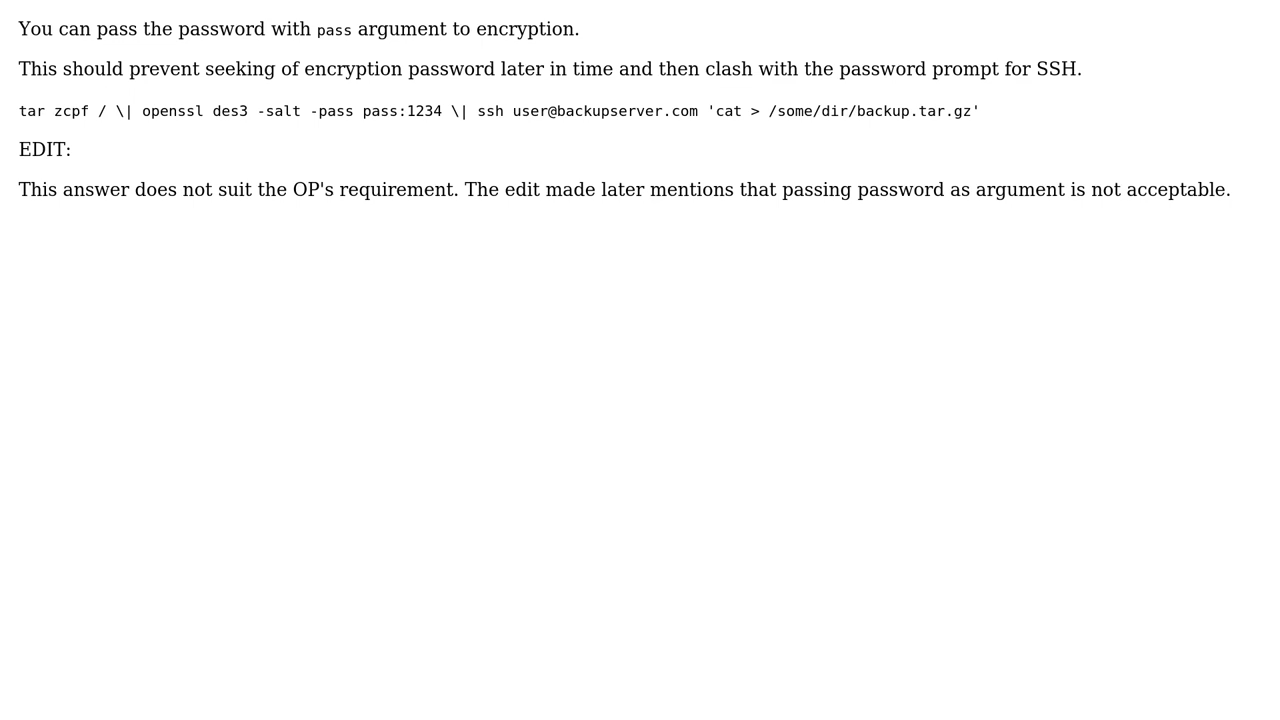 You can pass the password with pass argument to encryption.
This should prevent seeking of encryption password later in time and then clash with the password prompt for SSH.
tar zcpf / \| openssl des3 -salt -pass pass:1234 \| ssh user@backupserver.com 'cat > /some/dir/backup.tar.gz'
EDIT:
This answer does not suit the OP's requirement. The edit made later mentions that passing password as argument is not acceptable.